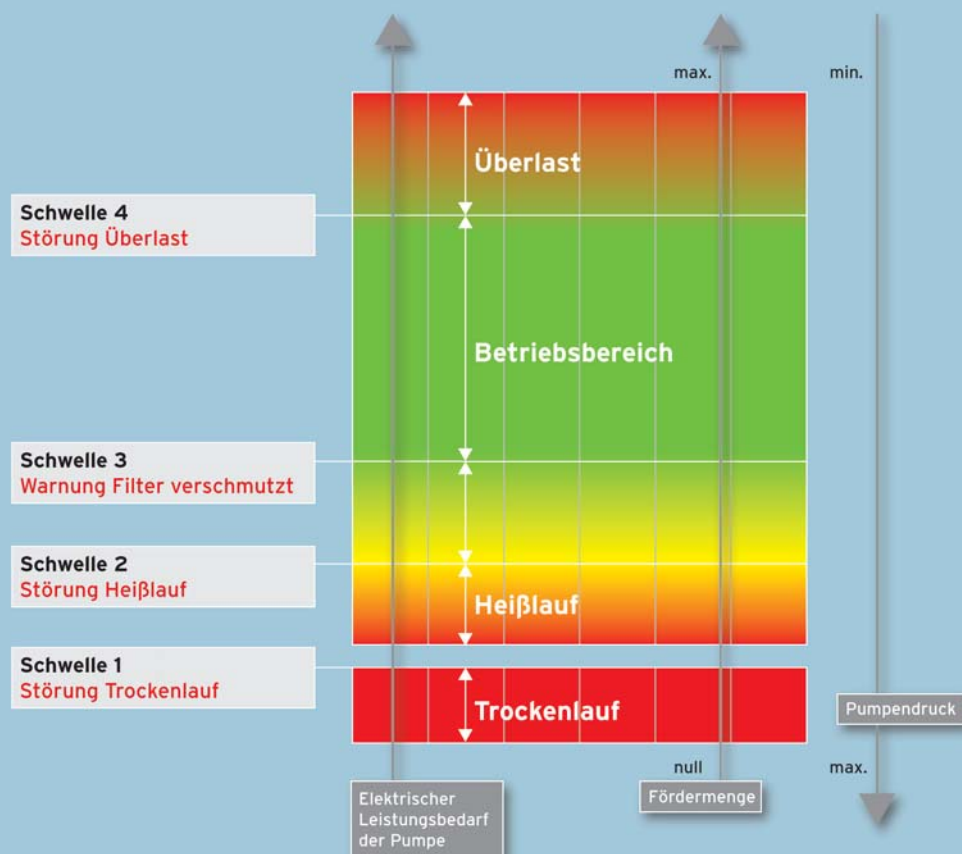 max.
min.
Überlast
Schwelle 4
Störung Überlast
Betriebsbereich
Schwelle 3
Warnung Filter verschmutzt
Schwelle 2
Störung Heißlauf
Heißlauf
Schwelle 1
Störung Trockenlauf
Trockenlauf
Pumpendruck
null
max.
Elektrischer
Leistungsbedarf
der Pumpe
Fördermenge